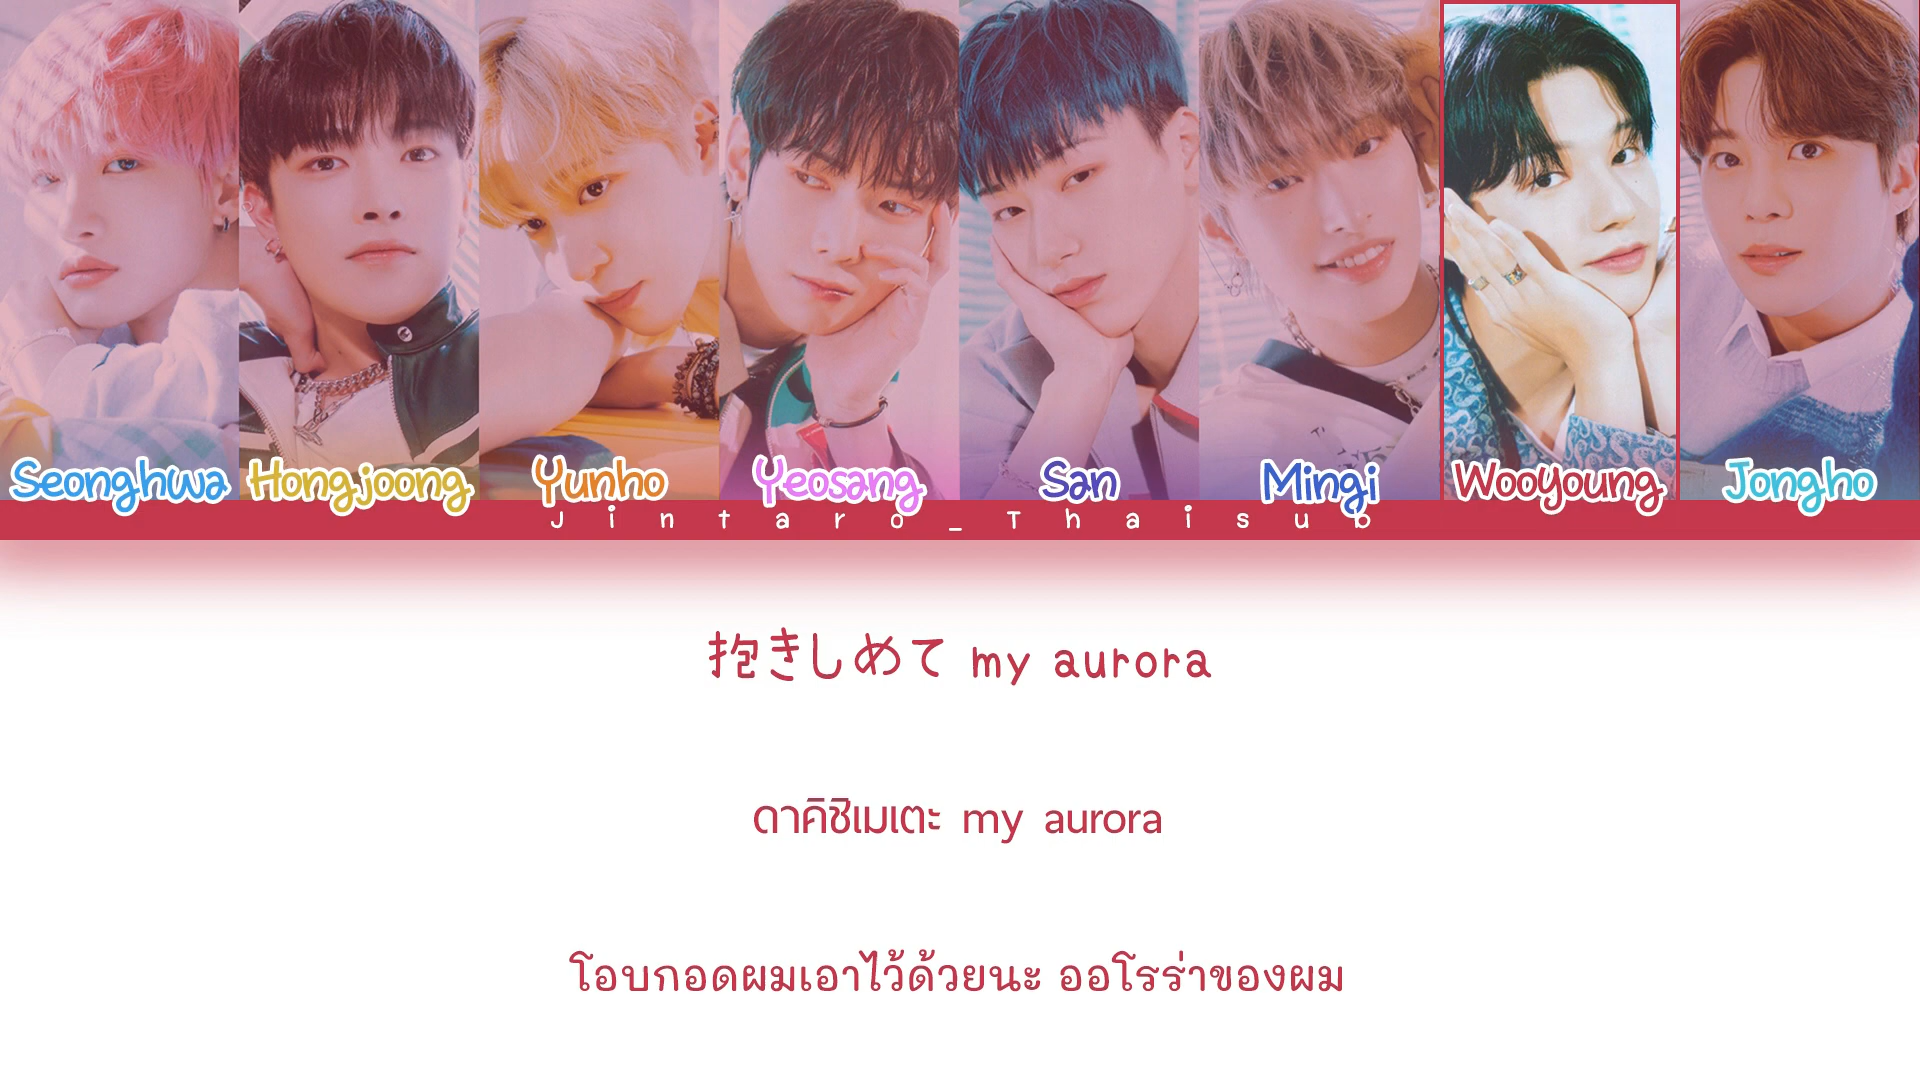 Seonghwa Hongjoong Yunho Yeosang San Mingi Wooyoung Jongho
Jintaro_Thaisub
抱きしめて my aurora
ดาคิชิเมเตะ my aurora
โอบกอดผมเอาไว้ด้วยนะ ออโรร่าของผม